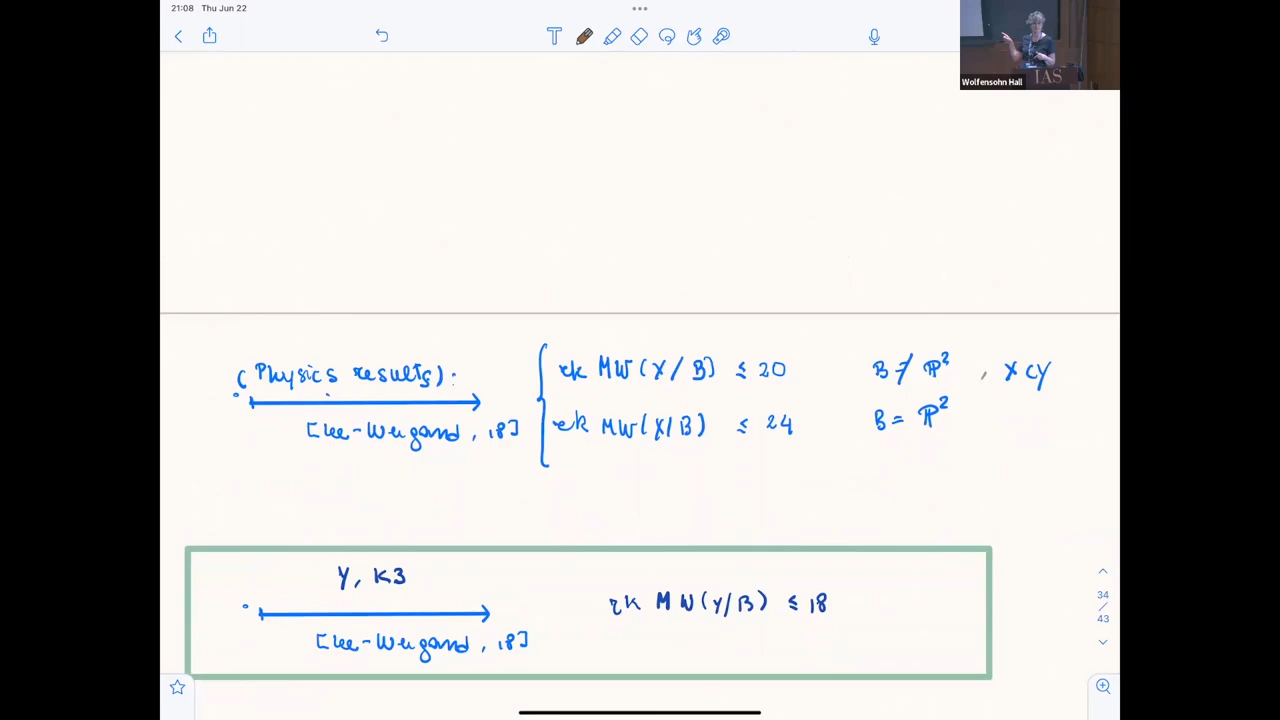 21:08 Thu Jun 22
T
IAS
Wolfensohn Hall
(Physics results): rk MW(X/B) ≤ 20 B ≠ ℙ² , X CY
[Lee-Weigand, 18] rk MW(X/B) ≤ 24 B = ℙ²
Y, K3
rk MW(Y/B) ≤ 18
[Lee-Weigand, 18]
34
/
43